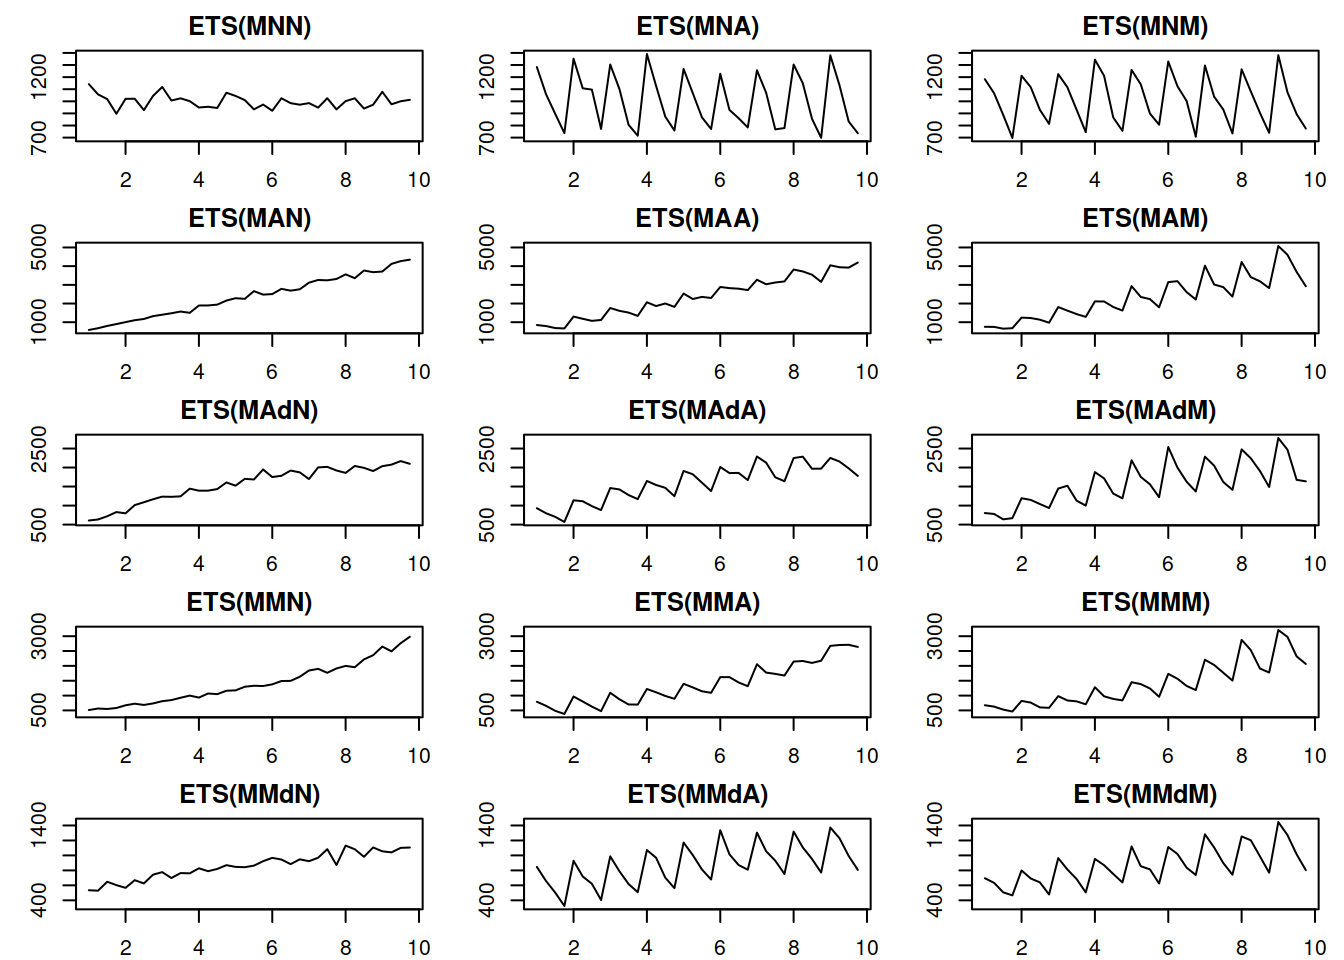 ETS(MNN) ETS(MNA) ETS(MNM)
1200 1200 1200
700 700 700
2 4 6 8 10 2 4 6 8 10 2 4 6 8 10
ETS(MAN) ETS(MAA) ETS(MAM)
5000 5000 5000
1000 1000 1000
2 4 6 8 10 2 4 6 8 10 2 4 6 8 10
ETS(MAdN) ETS(MAdA) ETS(MAdM)
2500 2500 2500
500 500 500
2 4 6 8 10 2 4 6 8 10 2 4 6 8 10
ETS(MMN) ETS(MMA) ETS(MMM)
3000 3000 3000
500 500 500
2 4 6 8 10 2 4 6 8 10 2 4 6 8 10
ETS(MMdN) ETS(MMdA) ETS(MMdM)
1400 1400 1400
400 400 400
2 4 6 8 10 2 4 6 8 10 2 4 6 8 10